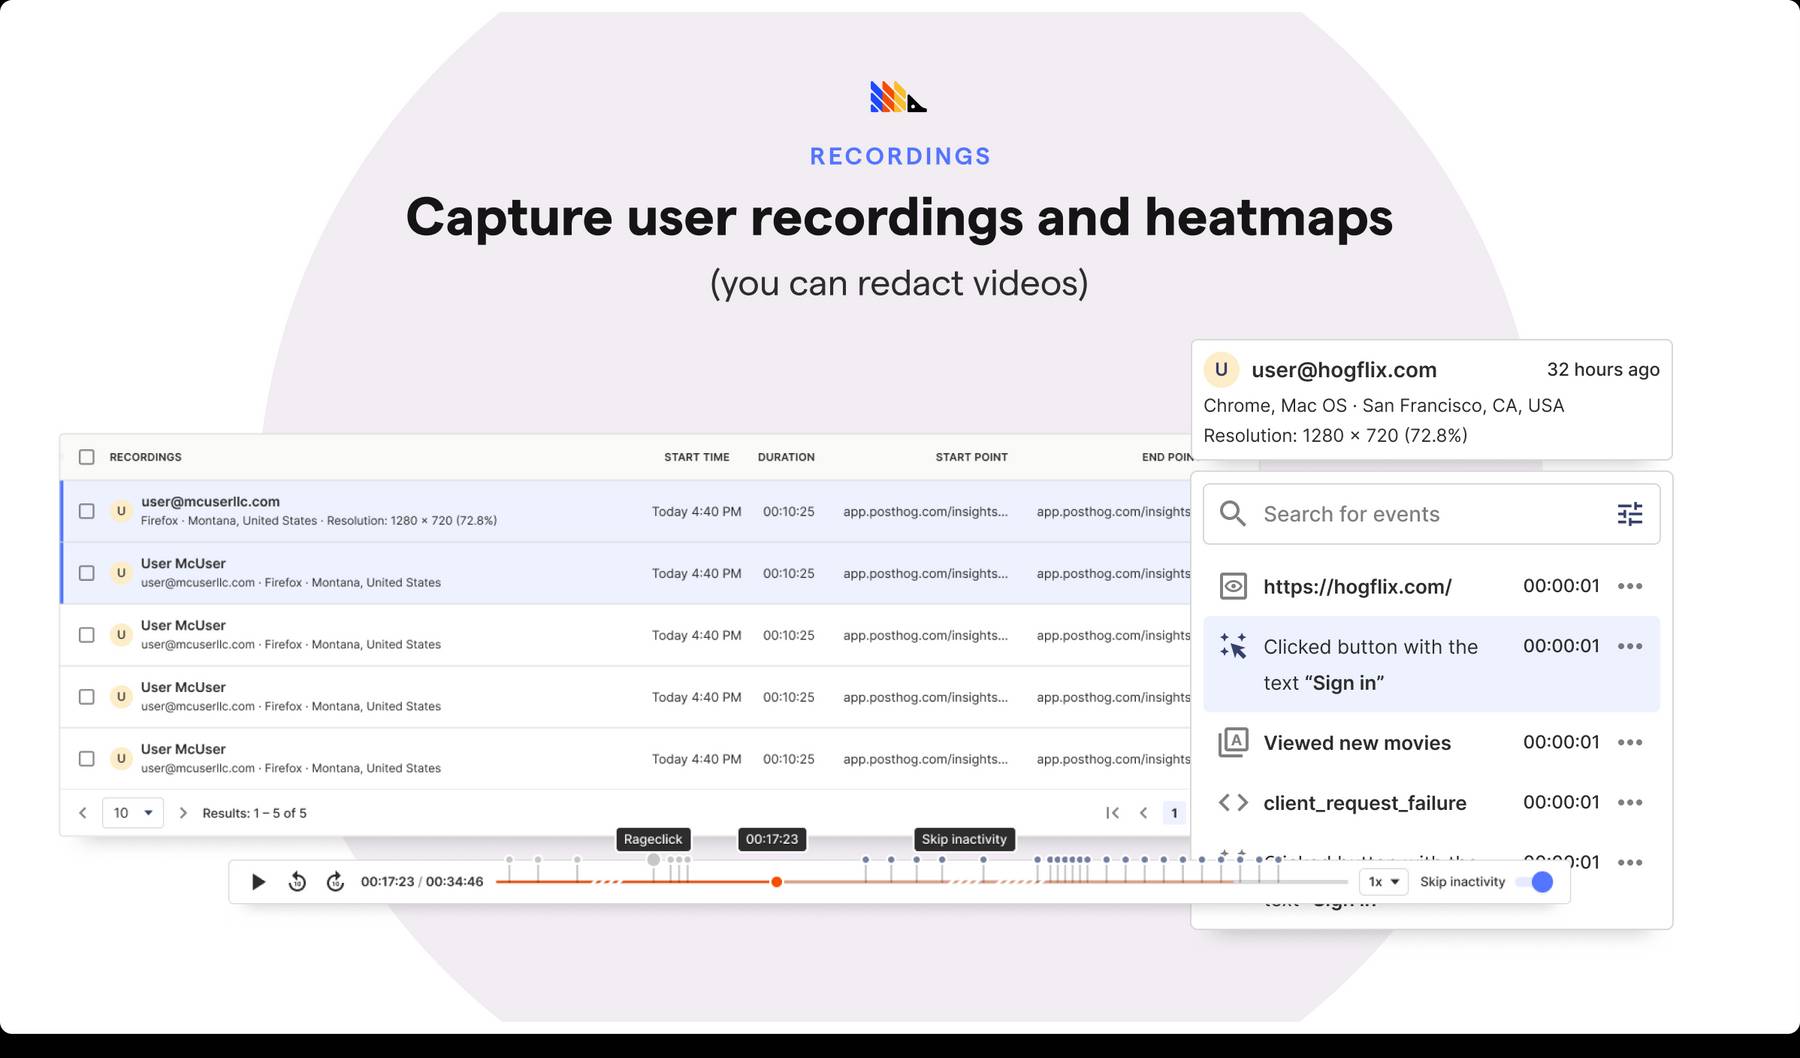 RECORDINGS
Capture user recordings and heatmaps
(you can redact videos)
U user@hogflix.com 32 hours ago
Chrome, Mac OS · San Francisco, CA, USA
Resolution: 1280 × 720 (72.8%)
RECORDINGS START TIME DURATION START POINT END
U user@mcuserllc.com
Firefox · Montana, United States · Resolution: 1280 × 720 (72.8%)
Today 4:40 PM 00:10:25 app.posthog.com/insights... app.posthog.com/insights
U User McUser
user@mcuserllc.com · Firefox · Montana, United States
Today 4:40 PM 00:10:25 app.posthog.com/insights... app.posthog.com/insights
U User McUser
user@mcuserllc.com · Firefox · Montana, United States
Today 4:40 PM 00:10:25 app.posthog.com/insights... app.posthog.com/insights
U User McUser
user@mcuserllc.com · Firefox · Montana, United States
Today 4:40 PM 00:10:25 app.posthog.com/insights... app.posthog.com/insights
U User McUser
user@mcuserllc.com · Firefox · Montana, United States
Today 4:40 PM 00:10:25 app.posthog.com/insights... app.posthog.com/insights
10 Results: 1 – 5 of 5 1
Search for events
https://hogflix.com/ 00:00:01
Clicked button with the 00:00:01
text “Sign in”
A Viewed new movies 00:00:01
client_request_failure 00:00:01
Rageclick 00:17:23 Skip inactivity
10 10 00:17:23 / 00:34:46 1x Skip inactivity